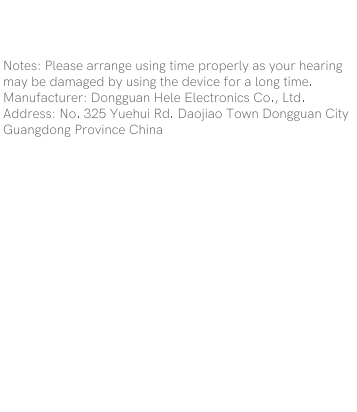 Notes: Please arrange using time properly as your hearing
may be damaged by using the device for a long time.
Manufacturer: Dongguan Hele Electronics Co., Ltd.
Address: No. 325 Yuehui Rd. Daojiao Town Dongguan City
Guangdong Province China